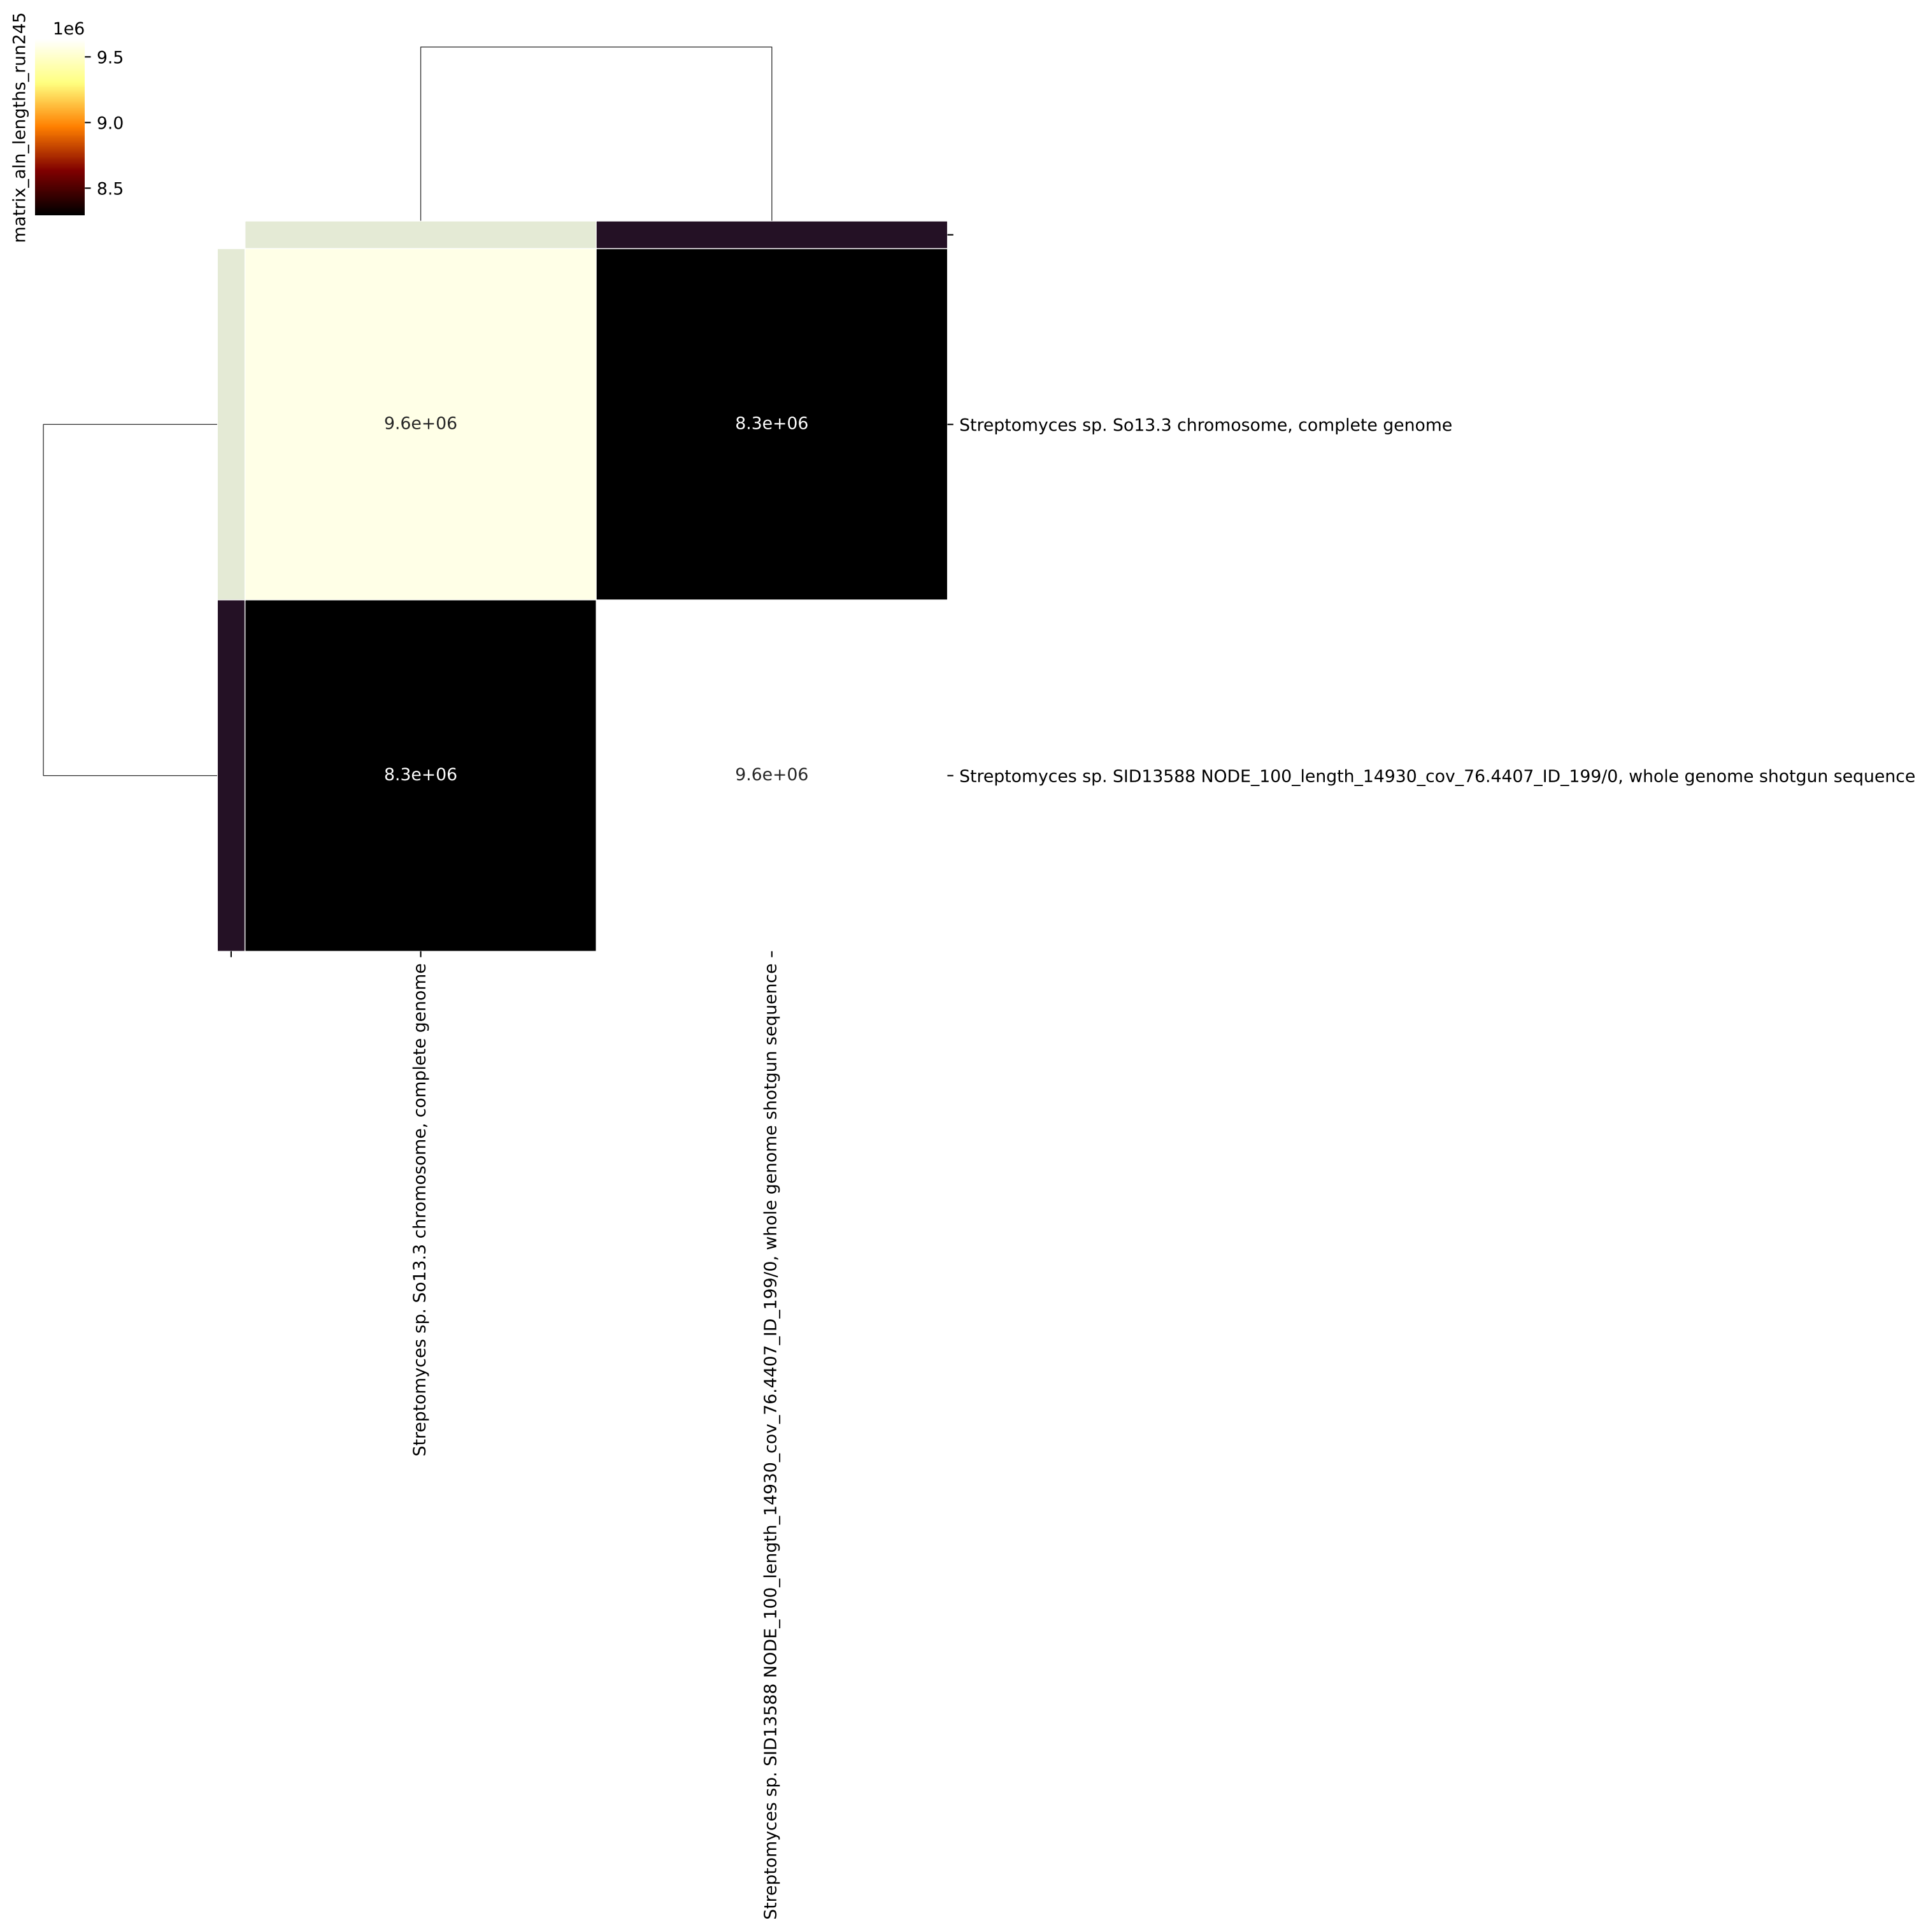 matrix_aln_lengths_run245
1e6
9.5
9.0
8.5
9.6e+06
8.3e+06
Streptomyces sp. So13.3 chromosome, complete genome
8.3e+06
9.6e+06
Streptomyces sp. SID13588 NODE_100_length_14930_cov_76.4407_ID_199/0, whole genome shotgun sequence
Streptomyces sp. So13.3 chromosome, complete genome
Streptomyces sp. SID13588 NODE_100_length_14930_cov_76.4407_ID_199/0, whole genome shotgun sequence